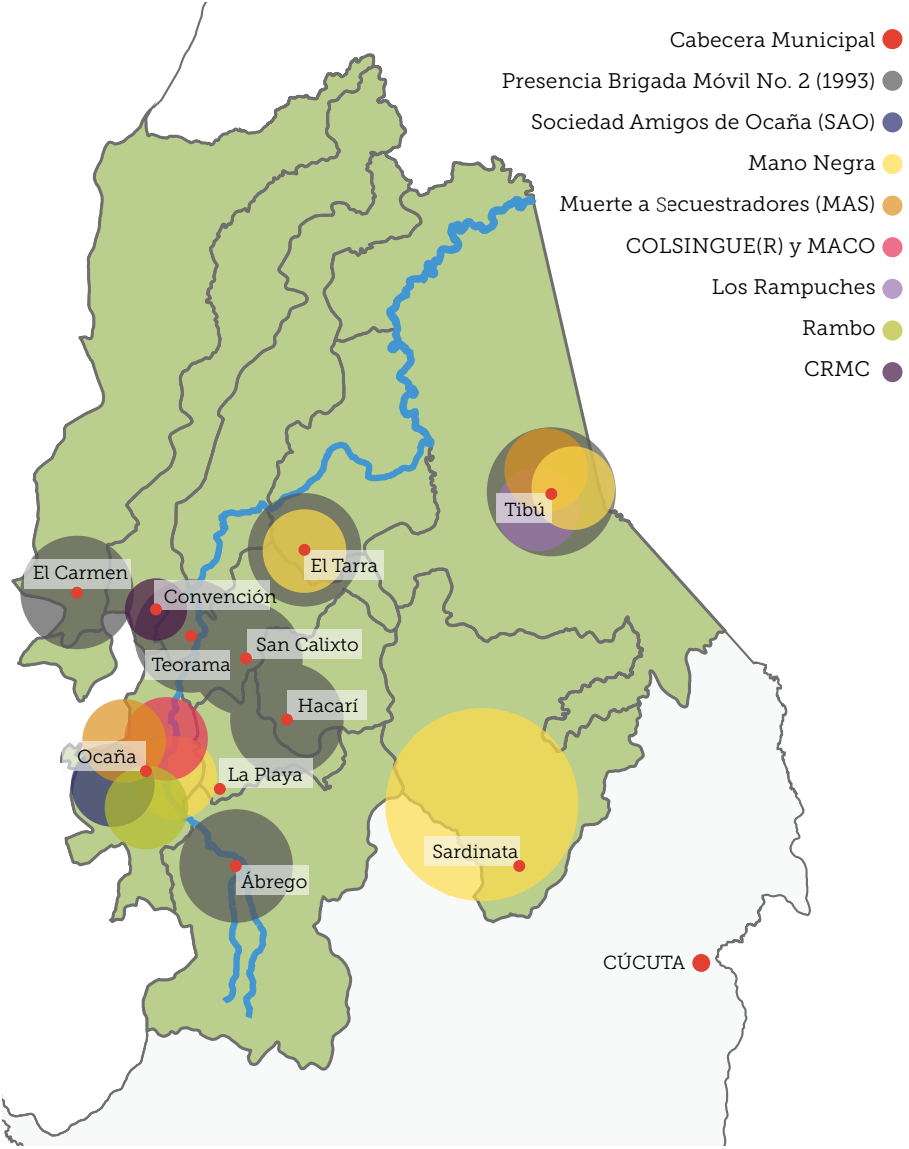 Cabecera Municipal
Presencia Brigada Móvil No. 2 (1993)
Sociedad Amigos de Ocaña (SAO)
Mano Negra
Muerte a Secuestradores (MAS)
COLSINGUE(R) y MACO
Los Rampuches
Rambo
CRMC
Tibú
El Tarra
El Carmen
Convención
San Calixto
Teorama
Hacarí
Ocaña
La Playa
Sardinata
Ábrego
CÚCUTA